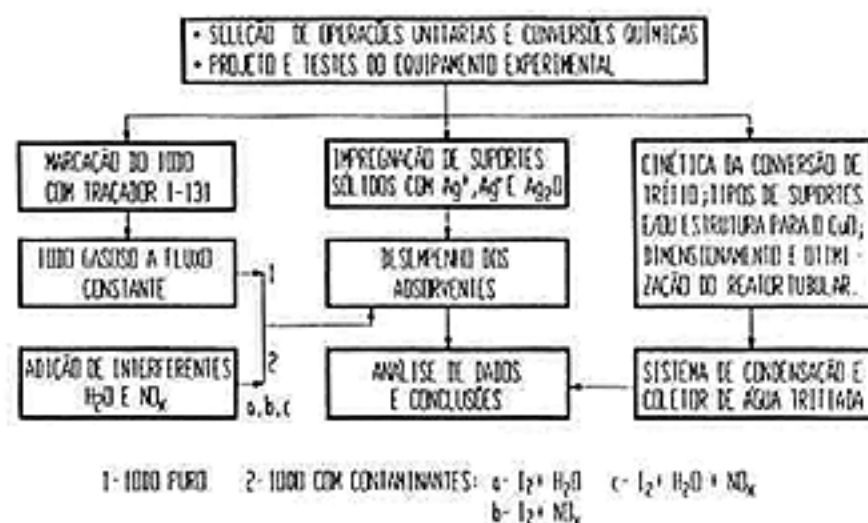 • SELEÇÃO DE OPERAÇÕES UNITARIAS E CONVERSÕES QUÍMICAS
• PROJETO E TESTES DO EQUIPAMENTO EXPERIMENTAL
MARCAÇÃO DO IODO
COM TRAÇADOR I-131
IMPREGNAÇÃO DE SUPORTES
SÓLIDOS COM Ag⁺, Ag° E Ag₂O
CINÉTICA DA CONVERSÃO DE
TRÍTIO; TIPOS DE SUPORTES
E/OU ESTRUTURA PARA O CuO;
DIMENSIONAMENTO E OTIMI-
ZAÇÃO DO REATOR TUBULAR.
IODO GASOSO A FLUXO
CONSTANTE
1
DESEMPENHO DOS
ADSORVENTES
ADIÇÃO DE INTERFERENTES
H₂O E NOₓ
2
a,b,c
ANÁLISE DE DADOS
E CONCLUSÕES
SISTEMA DE CONDENSAÇÃO E
COLETOR DE ÁGUA TRITIADA
1- IODO PURO 2- IODO COM CONTAMINANTES: a- I₂+ H₂O c- I₂+ H₂O + NOₓ
b- I₂+ NOₓ